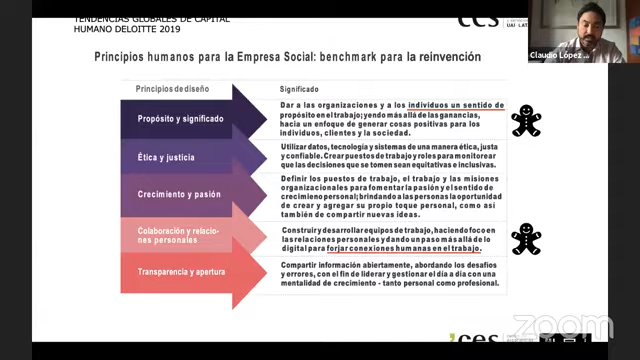 TENDENCIAS GLOBALES DE CAPITAL
HUMANO DELOITTE 2019
ces
UAI·LAT
Claudio López
Principios humanos para la Empresa Social: benchmark para la reinvención
Principios de diseño
Significado
Propósito y significado
Dar a las organizaciones y a los individuos un sentido de
propósito en el trabajo; yendo más allá de las ganancias,
hacia un enfoque de generar cosas positivas para los
individuos, clientes y la sociedad.
Ética y justicia
Utilizar datos, tecnología y sistemas de una manera ética, justa
y confiable. Crear puestos de trabajo y roles para monitorear
que las decisiones que se tomen sean equitativas e inclusivas.
Crecimiento y pasión
Definir los puestos de trabajo, el trabajo y las misiones
organizacionales para fomentar la pasión y el sentido de
crecimieno personal; brindando a las personas la oportunidad
de crear y agregar su propio toque personal, como así
también de compartir nuevas ideas.
Colaboración y relacio-
nes personales
Construir y desarrollar equipos de trabajo, haciendo foco en
las relaciones personales y dando un paso más allá de lo
digital para forjar conexiones humanas en el trabajo.
Transparencia y apertura
Compartir información abiertamente, abordando los desafíos
y errores, con el fin de liderar y gestionar el día a día con una
mentalidad de crecimiento - tanto personal como profesional.
'ces
zoom